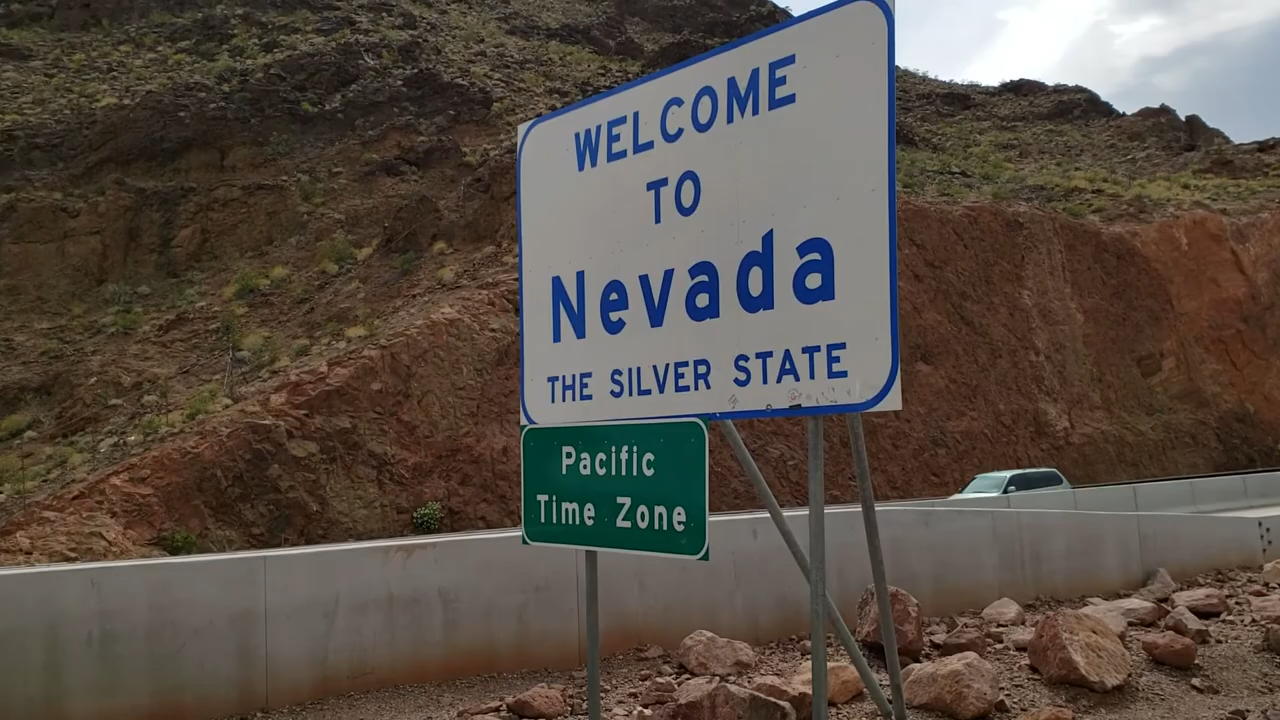 WELCOME
TO
Nevada
THE SILVER STATE
Pacific
Time Zone